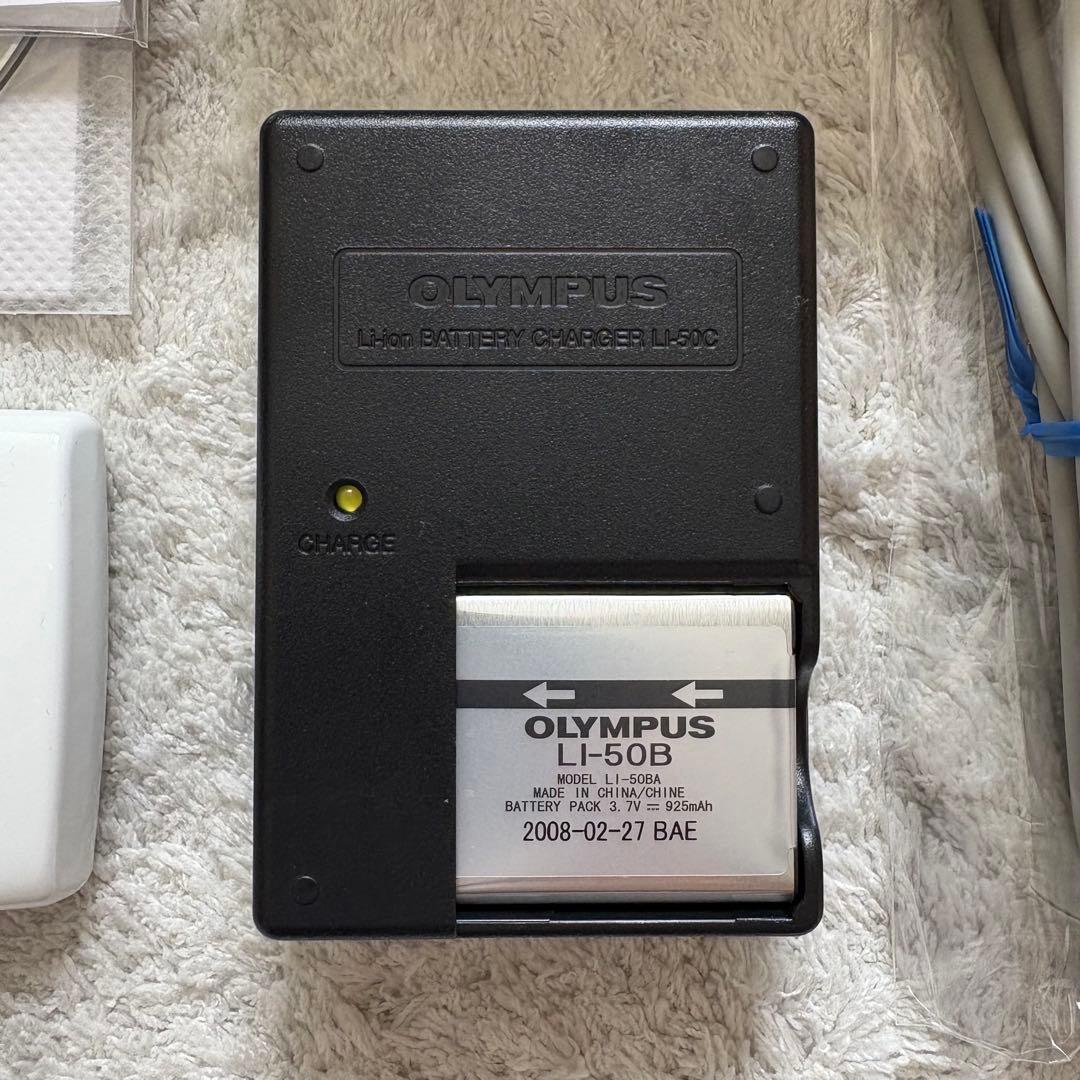 OLYMPUS
Li-ion BATTERY CHARGER LI-50C
CHARGE
OLYMPUS
LI-50B
MODEL LI-50BA
MADE IN CHINA/CHINE
BATTERY PACK 3.7V ⎓ 925mAh
2008-02-27 BAE